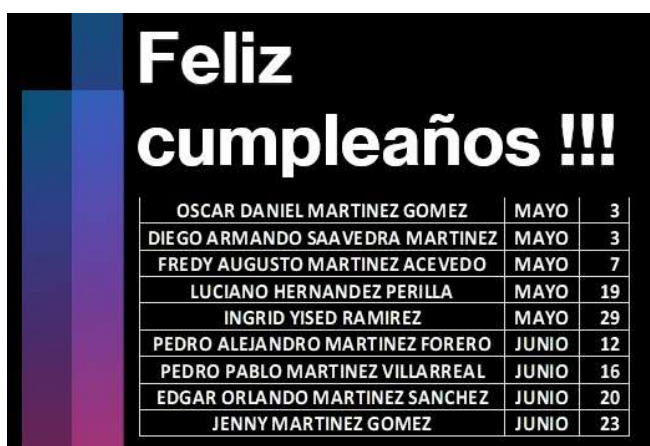 Feliz
cumpleaños !!!
OSCAR DANIEL MARTINEZ GOMEZ MAYO 3
DIEGO ARMANDO SAAVEDRA MARTINEZ MAYO 3
FREDY AUGUSTO MARTINEZ ACEVEDO MAYO 7
LUCIANO HERNANDEZ PERILLA MAYO 19
INGRID YISED RAMIREZ MAYO 29
PEDRO ALEJANDRO MARTINEZ FORERO JUNIO 12
PEDRO PABLO MARTINEZ VILLARREAL JUNIO 16
EDGAR ORLANDO MARTINEZ SANCHEZ JUNIO 20
JENNY MARTINEZ GOMEZ JUNIO 23